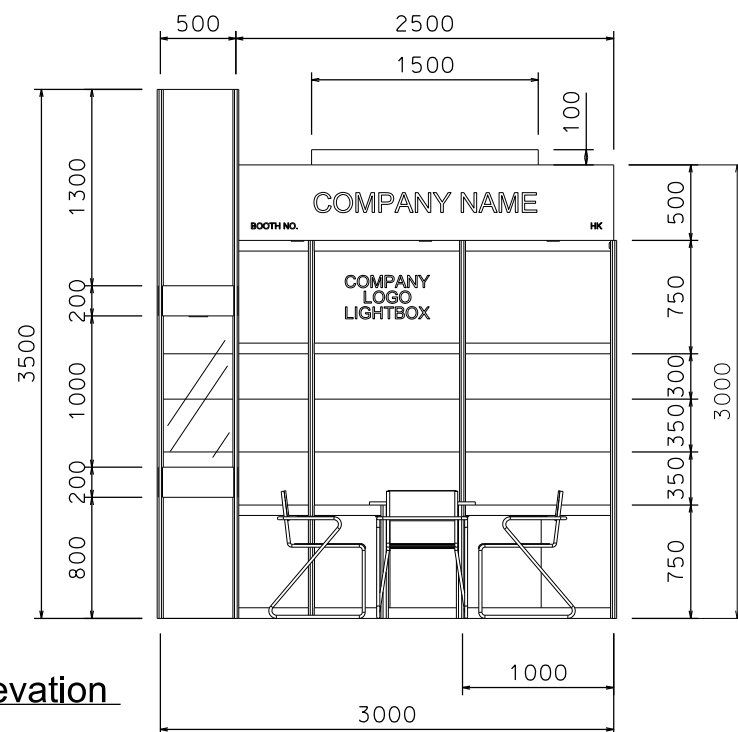 500
2500
1500
100
1300
200
3500
1000
200
800
COMPANY NAME
BOOTH NO.
HK
COMPANY
LOGO
LIGHTBOX
500
750
300
350
350
750
3000
1000
3000
evation